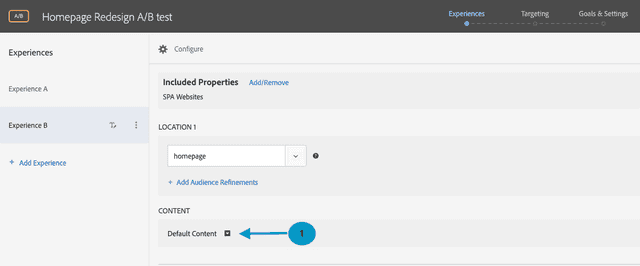 A/B Homepage Redesign A/B test
Experiences Targeting Goals & Settings
Experiences
Configure
Experience A
Included Properties Add/Remove
SPA Websites
Experience B
LOCATION 1
homepage
+ Add Experience
+ Add Audience Refinements
CONTENT
Default Content
1